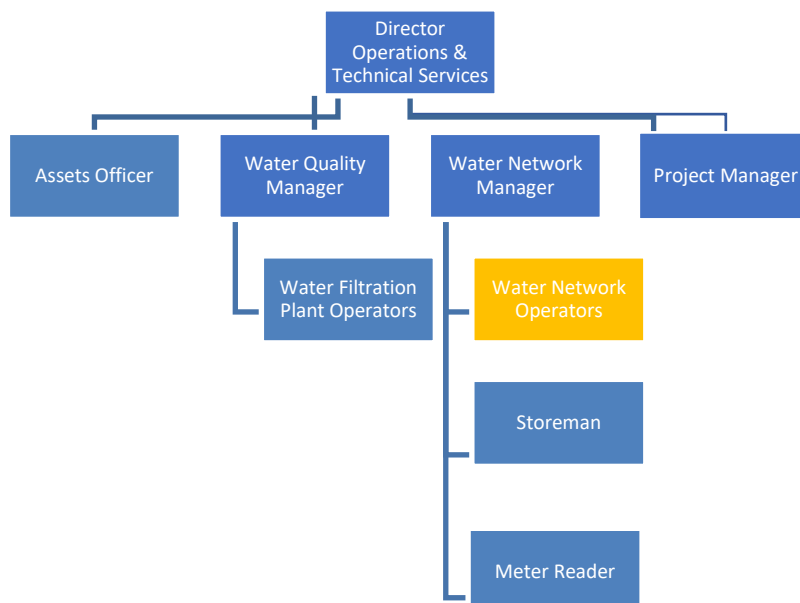 Director
Operations &
Technical Services
Assets Officer
Water Quality
Manager
Water Network
Manager
Project Manager
Water Filtration
Plant Operators
Water Network
Operators
Storeman
Meter Reader